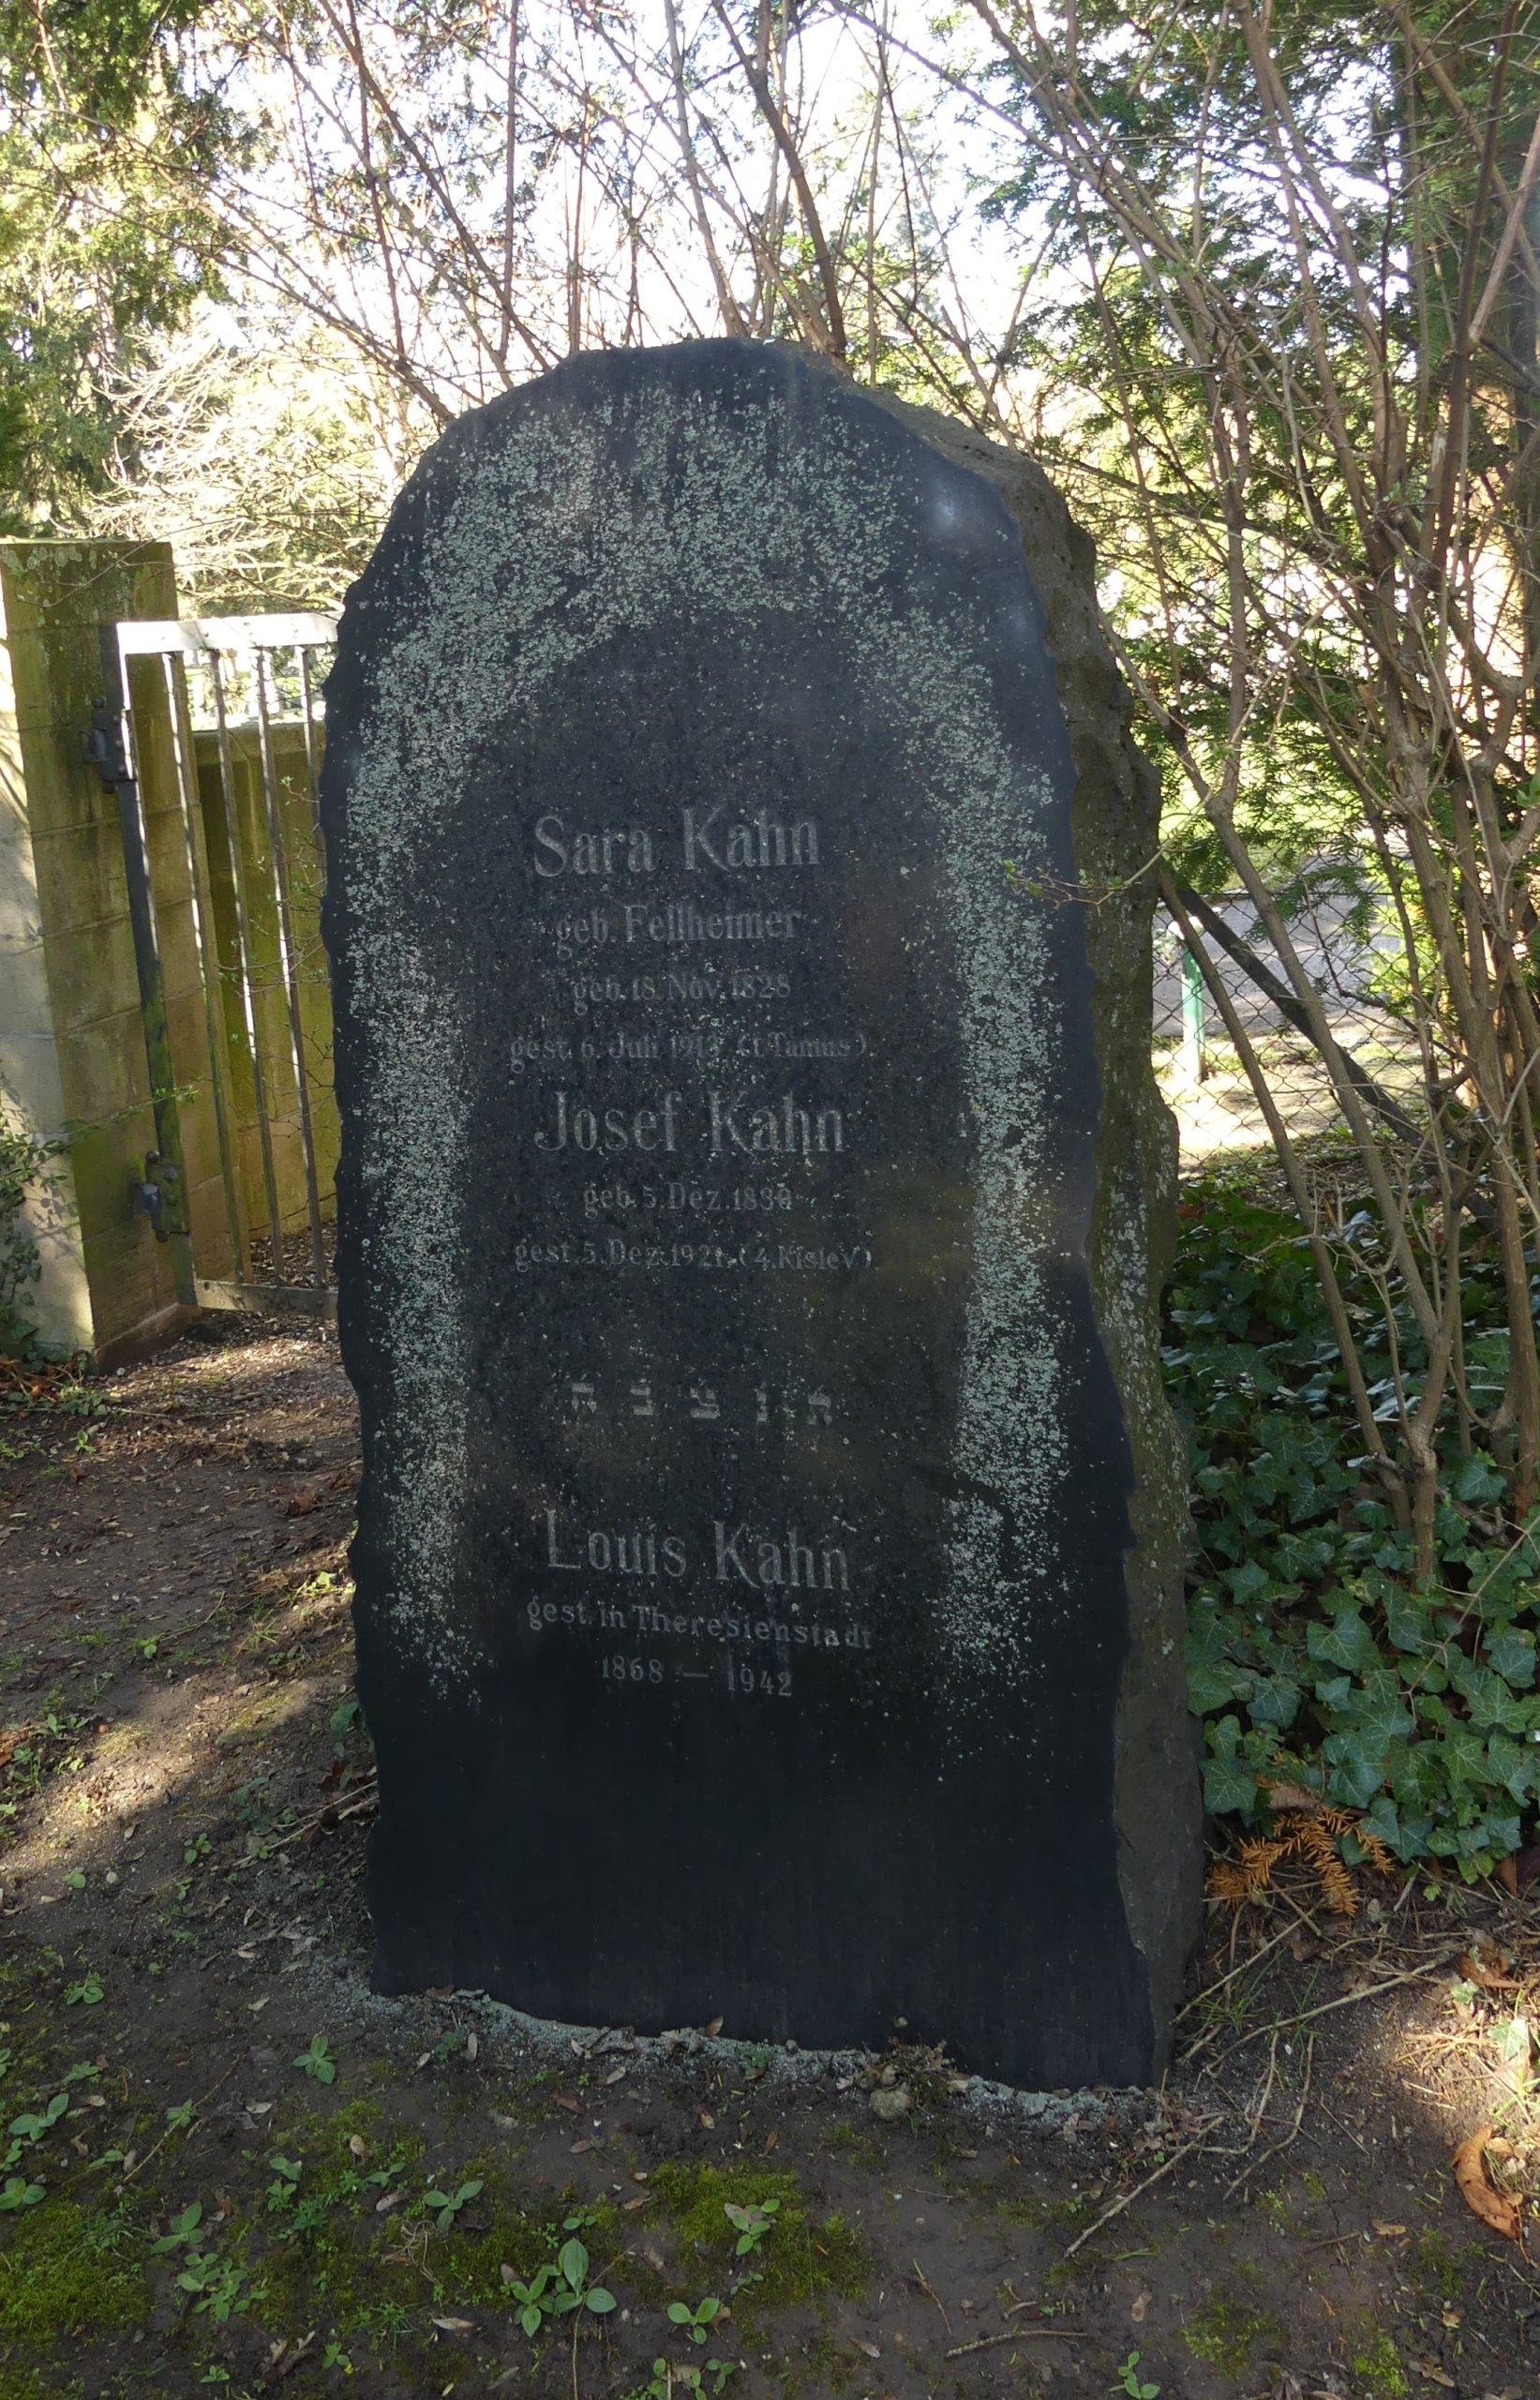 Sara Kahn
geb. Fellheimer
geb. 18. Nov. 1828
gest. 6. Juli 1913. (1. Tamus).
Josef Kahn
geb. 5. Dez. 1830
gest. 5. Dez. 1921. (4. Kislev).
ת נ צ ב ה
Louis Kahn
gest. in Theresienstadt
1868 — 1942